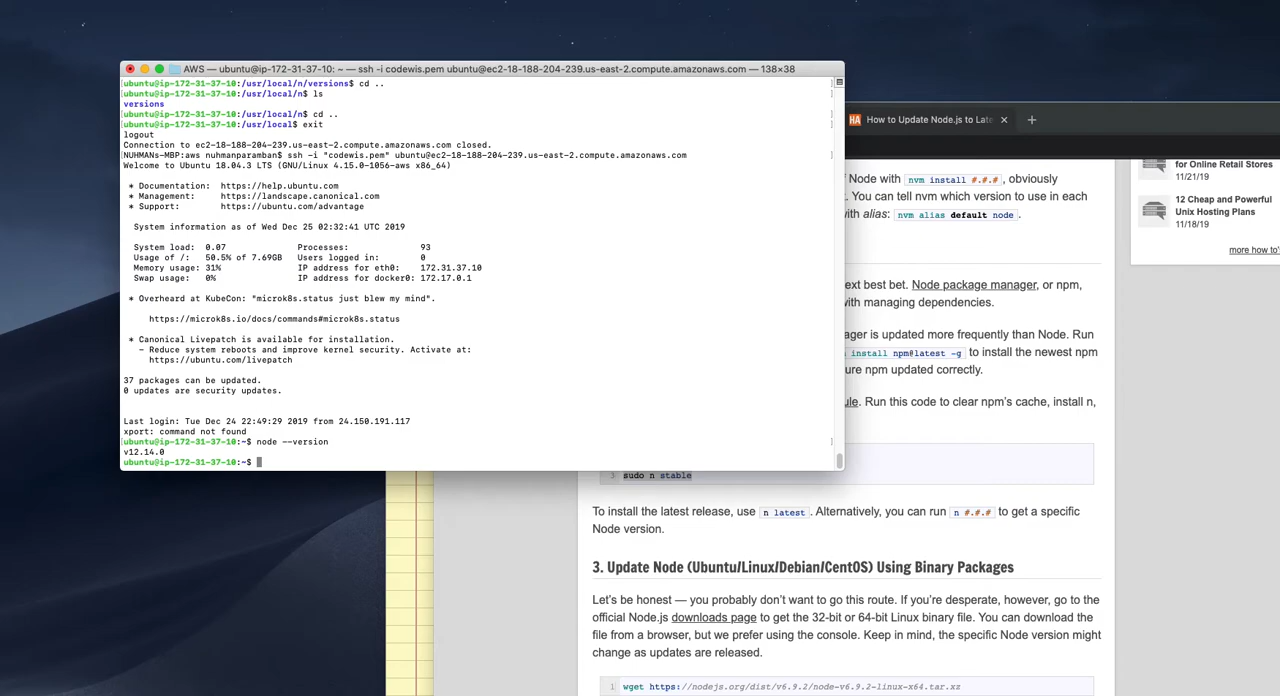 AWS — ubuntu@ip-172-31-37-10: ~ — ssh -i codewis.pem ubuntu@ec2-18-188-204-239.us-east-2.compute.amazonaws.com — 138×38
ubuntu@ip-172-31-37-10:/usr/local/n/versions$ cd ..
ubuntu@ip-172-31-37-10:/usr/local/n$ ls
versions
ubuntu@ip-172-31-37-10:/usr/local/n$ cd ..
ubuntu@ip-172-31-37-10:/usr/local$ exit
logout
Connection to ec2-18-188-204-239.us-east-2.compute.amazonaws.com closed.
NUHMANs-MBP:aws nuhmanparamban$ ssh -i "codewis.pem" ubuntu@ec2-18-188-204-239.us-east-2.compute.amazonaws.com
Welcome to Ubuntu 18.04.3 LTS (GNU/Linux 4.15.0-1056-aws x86_64)
* Documentation: https://help.ubuntu.com
* Management: https://landscape.canonical.com
* Support: https://ubuntu.com/advantage
System information as of Wed Dec 25 02:32:41 UTC 2019
System load: 0.07 Processes: 93
Usage of /: 50.5% of 7.69GB Users logged in: 0
Memory usage: 31% IP address for eth0: 172.31.37.10
Swap usage: 0% IP address for docker0: 172.17.0.1
* Overheard at KubeCon: "microk8s.status just blew my mind".
https://microk8s.io/docs/commands#microk8s.status
* Canonical Livepatch is available for installation.
- Reduce system reboots and improve kernel security. Activate at:
https://ubuntu.com/livepatch
37 packages can be updated.
0 updates are security updates.
Last login: Tue Dec 24 22:49:29 2019 from 24.150.191.117
xport: command not found
ubuntu@ip-172-31-37-10:~$ node --version
v12.14.0
ubuntu@ip-172-31-37-10:~$
HA How to Update Node.js to Late
of Node with nvm install #.#.#, obviously
. You can tell nvm which version to use in each
with alias: nvm alias default node.
ext best bet. Node package manager, or npm,
with managing dependencies.
ager is updated more frequently than Node. Run
install npm@latest -g to install the newest npm
ure npm updated correctly.
ule. Run this code to clear npm's cache, install n,
3 sudo n stable
To install the latest release, use n latest. Alternatively, you can run n #.#.# to get a specific
Node version.
3. Update Node (Ubuntu/Linux/Debian/CentOS) Using Binary Packages
Let's be honest — you probably don't want to go this route. If you're desperate, however, go to the
official Node.js downloads page to get the 32-bit or 64-bit Linux binary file. You can download the
file from a browser, but we prefer using the console. Keep in mind, the specific Node version might
change as updates are released.
1 wget https://nodejs.org/dist/v6.9.2/node-v6.9.2-linux-x64.tar.xz
for Online Retail Stores
11/21/19
12 Cheap and Powerful
Unix Hosting Plans
11/18/19
more how to's